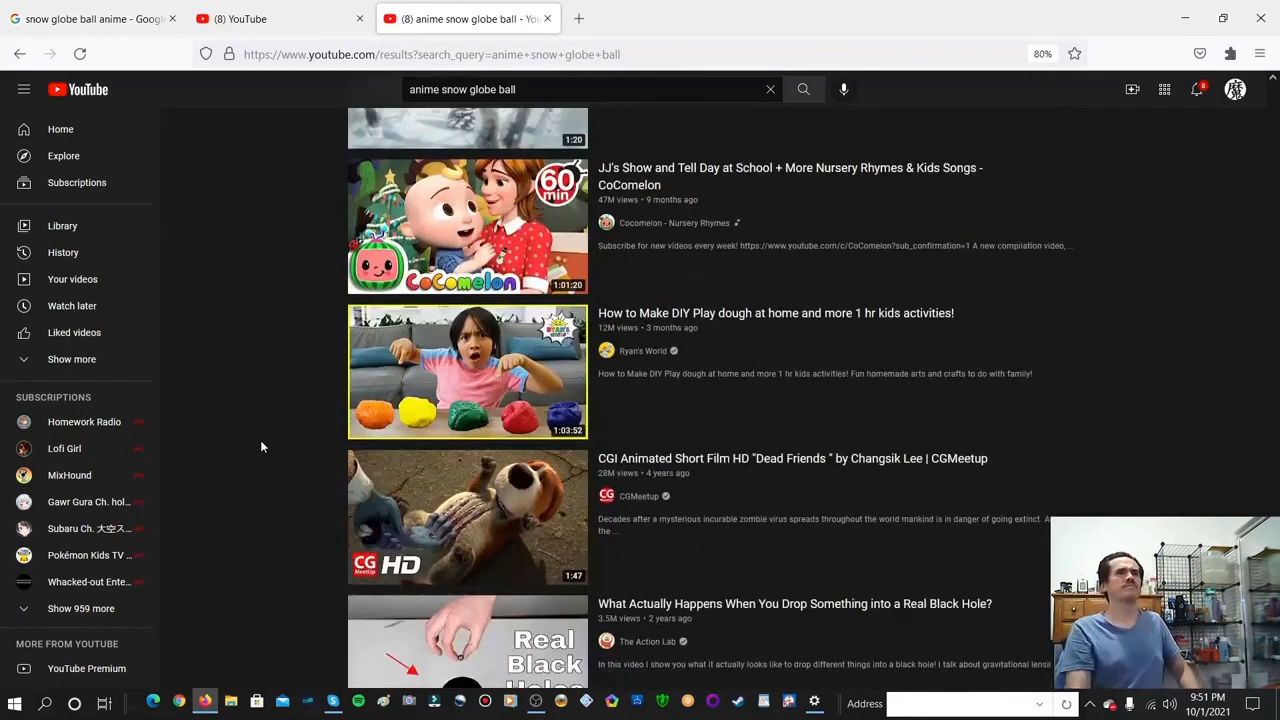 snow globe ball anime - Google
(8) YouTube
(8) anime snow globe ball - You
https://www.youtube.com/results?search_query=anime+snow+globe+ball
80%
YouTube
anime snow globe ball
8
魔
Home
Explore
Subscriptions
Library
History
Your videos
Watch later
Liked videos
Show more
SUBSCRIPTIONS
Homework Radio
Lofi Girl
MixHound
Gawr Gura Ch. hol...
Subaru Ch. 大空ス...
Pokémon Kids TV ...
Whacked-out Ente...
Show 959 more
MORE FROM YOUTUBE
YouTube Premium
1:20
60
min
CoComelon
1:01:20
JJ's Show and Tell Day at School + More Nursery Rhymes & Kids Songs -
CoComelon
47M views • 9 months ago
Cocomelon - Nursery Rhymes
Subscribe for new videos every week! https://www.youtube.com/c/CoComelon?sub_confirmation=1 A new compilation video, ...
RYAN'S WORLD
1:03:52
How to Make DIY Play dough at home and more 1 hr kids activities!
12M views • 3 months ago
Ryan's World
How to Make DIY Play dough at home and more 1 hr kids activities! Fun homemade arts and crafts to do with family!
CG
MeetUp
HD
1:47
CGI Animated Short Film HD "Dead Friends " by Changsik Lee | CGMeetup
28M views • 4 years ago
CG
CGMeetup
Decades after a mysterious incurable zombie virus spreads throughout the world mankind is in danger of going extinct.
the ...
Real
Black
What Actually Happens When You Drop Something into a Real Black Hole?
3.5M views • 2 years ago
The Action Lab
In this video I show you what it actually looks like to drop different things into a black hole! I talk about gravitational
Address
9:51 PM
10/1/2021